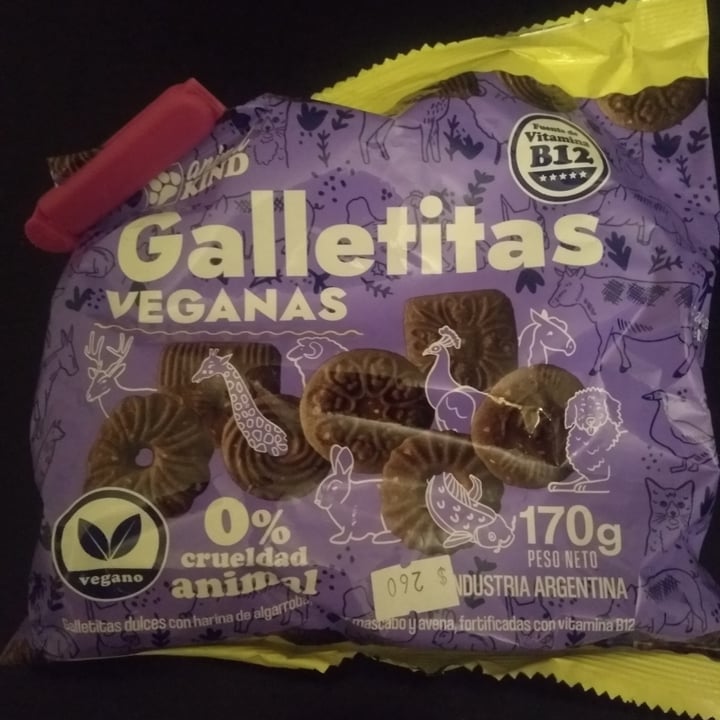 Fuente de
Vitamina
B12
KIND
Galletitas
VEGANAS
vegano
0%
crueldad
animal
170g
PESO NETO
$ 260
INDUSTRIA ARGENTINA
Galletitas dulces con harina de algarroba, mascabo y avena, fortificadas con vitamina B12